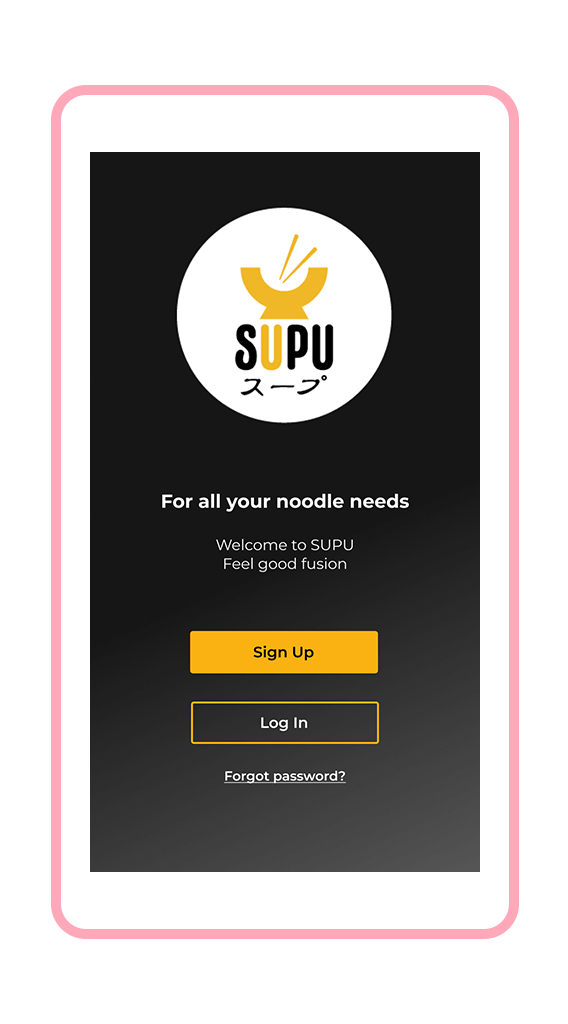 SUPU
スープ
For all your noodle needs
Welcome to SUPU
Feel good fusion
Sign Up
Log In
Forgot password?